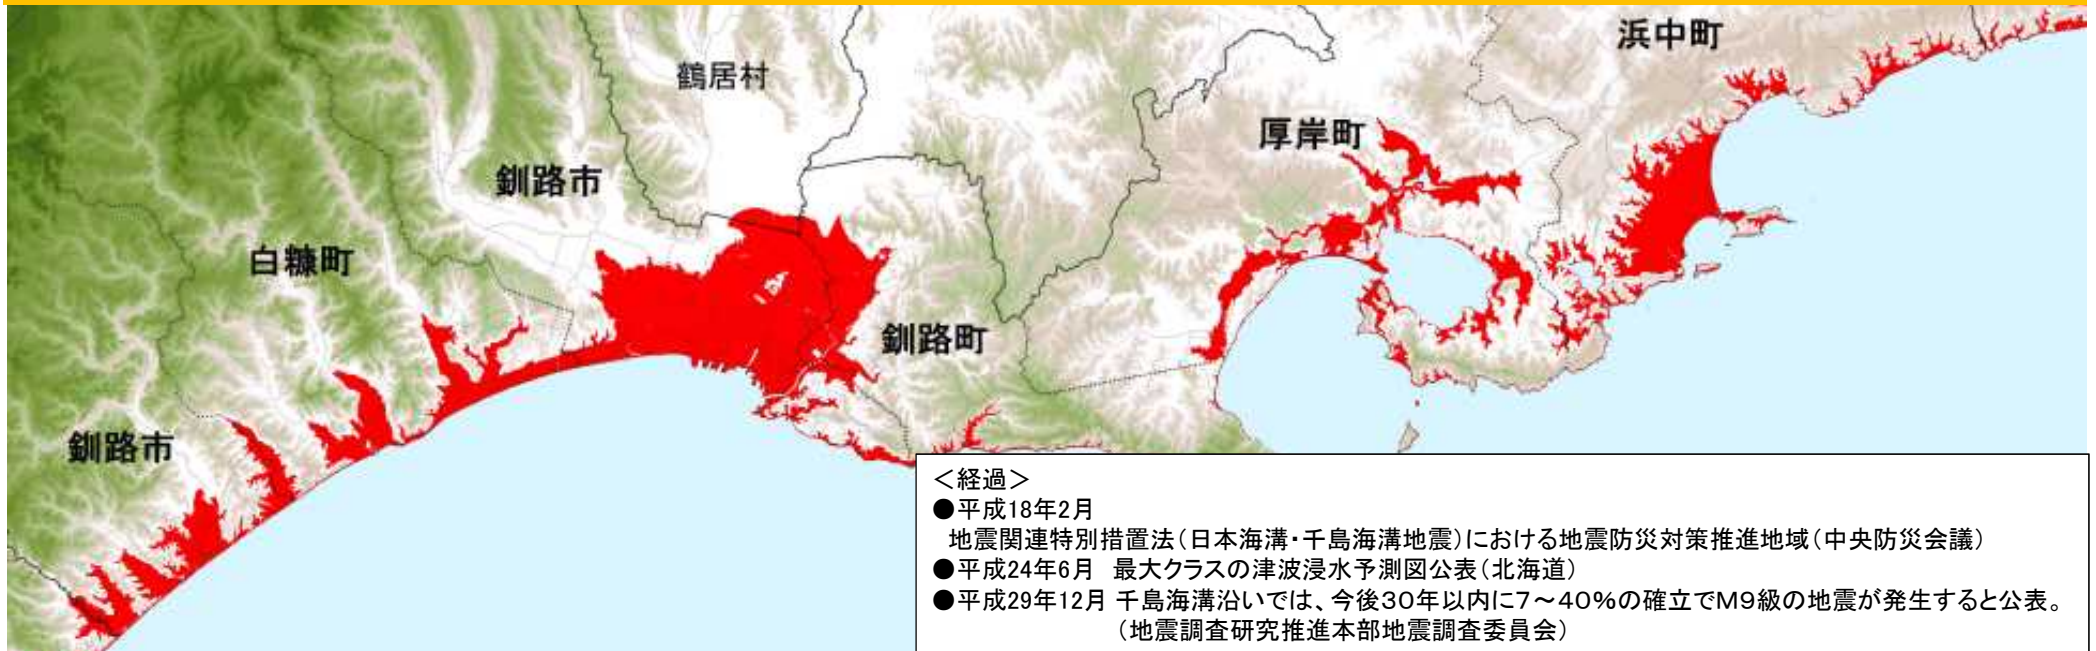 浜中町
鶴居村
厚岸町
釧路市
白糠町
釧路町
釧路市
＜経過＞
●平成18年2月
地震関連特別措置法（日本海溝・千島海溝地震）における地震防災対策推進地域（中央防災会議）
●平成24年6月 最大クラスの津波浸水予測図公表（北海道）
●平成29年12月 千島海溝沿いでは、今後30年以内に7～40%の確立でM9級の地震が発生すると公表。
（地震調査研究推進本部地震調査委員会）